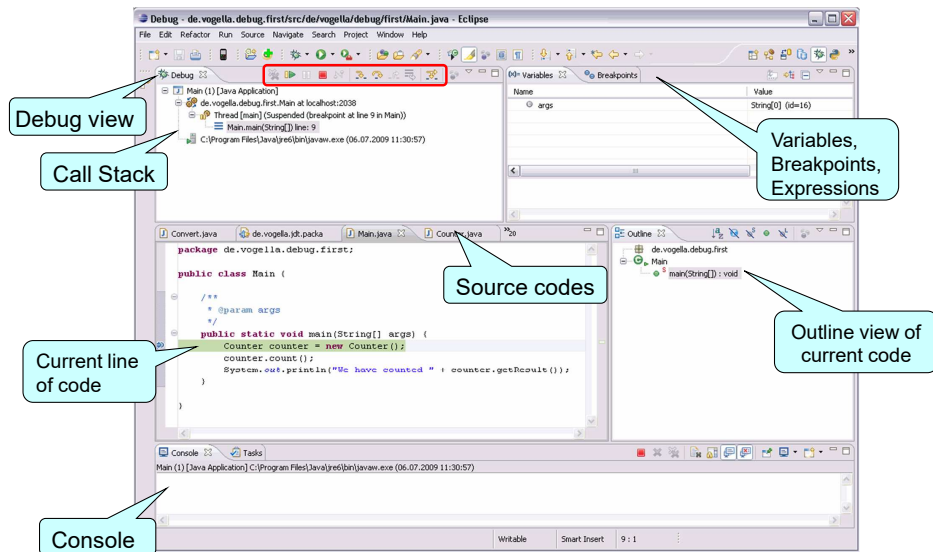 Debug - de.vogella.debug.first/src/de/vogella/debug/first/Main.java - Eclipse
File Edit Refactor Run Source Navigate Search Project Window Help
Debug
Main (1) [Java Application]
de.vogella.debug.first.Main at localhost:2038
Thread [main] (Suspended (breakpoint at line 9 in Main))
Main.main(String[]) line: 9
C:\Program Files\Java\jre6\bin\javaw.exe (06.07.2009 11:30:57)
(x)= Variables Breakpoints
Name Value
args String[0] (id=16)
Debug view
Call Stack
Variables,
Breakpoints,
Expressions
Convert.java de.vogella.jdt.packa Main.java Counter.java »20
package de.vogella.debug.first;
public class Main {
/**
* @param args
*/
public static void main(String[] args) {
Counter counter = new Counter();
counter.count();
System.out.println("We have counted " + counter.getResult());
}
}
Source codes
Current line
of code
Outline
de.vogella.debug.first
Main
main(String[]) : void
Outline view of
current code
Console Tasks
Main (1) [Java Application] C:\Program Files\Java\jre6\bin\javaw.exe (06.07.2009 11:30:57)
Console
Writable Smart Insert 9 : 1